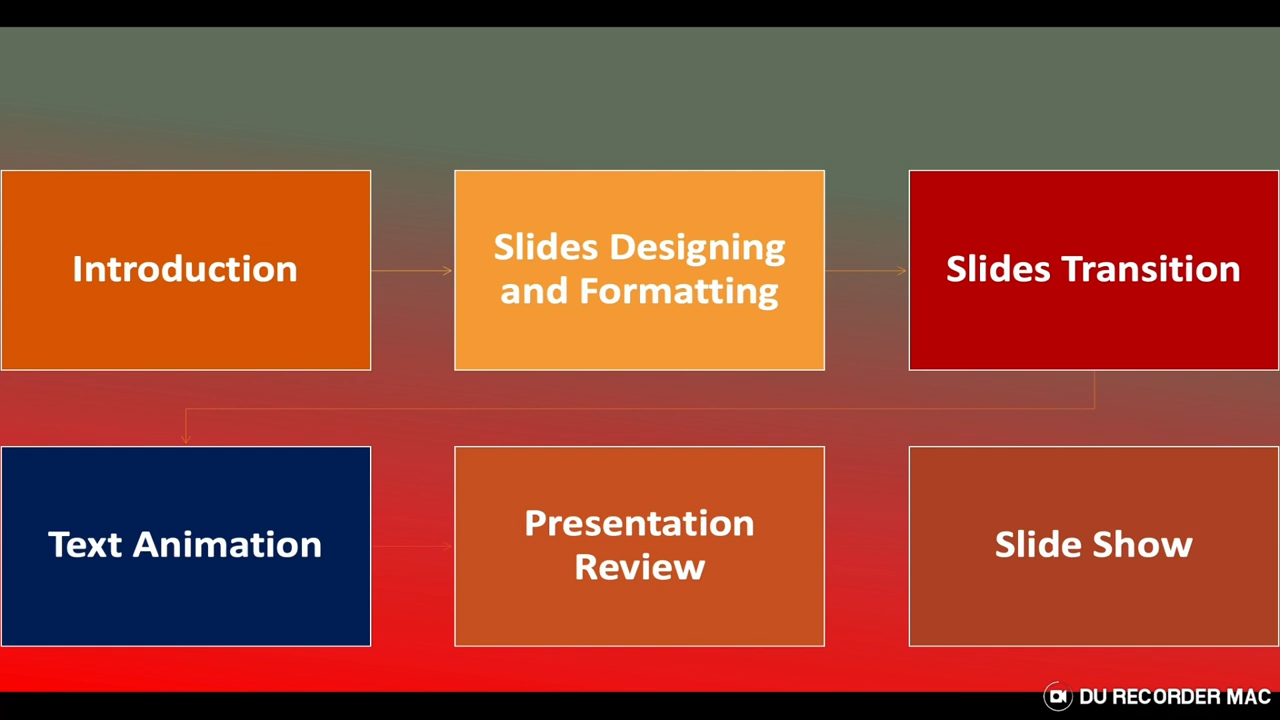 Introduction
Slides Designing
and Formatting
Slides Transition
Text Animation
Presentation
Review
Slide Show
DU RECORDER MAC